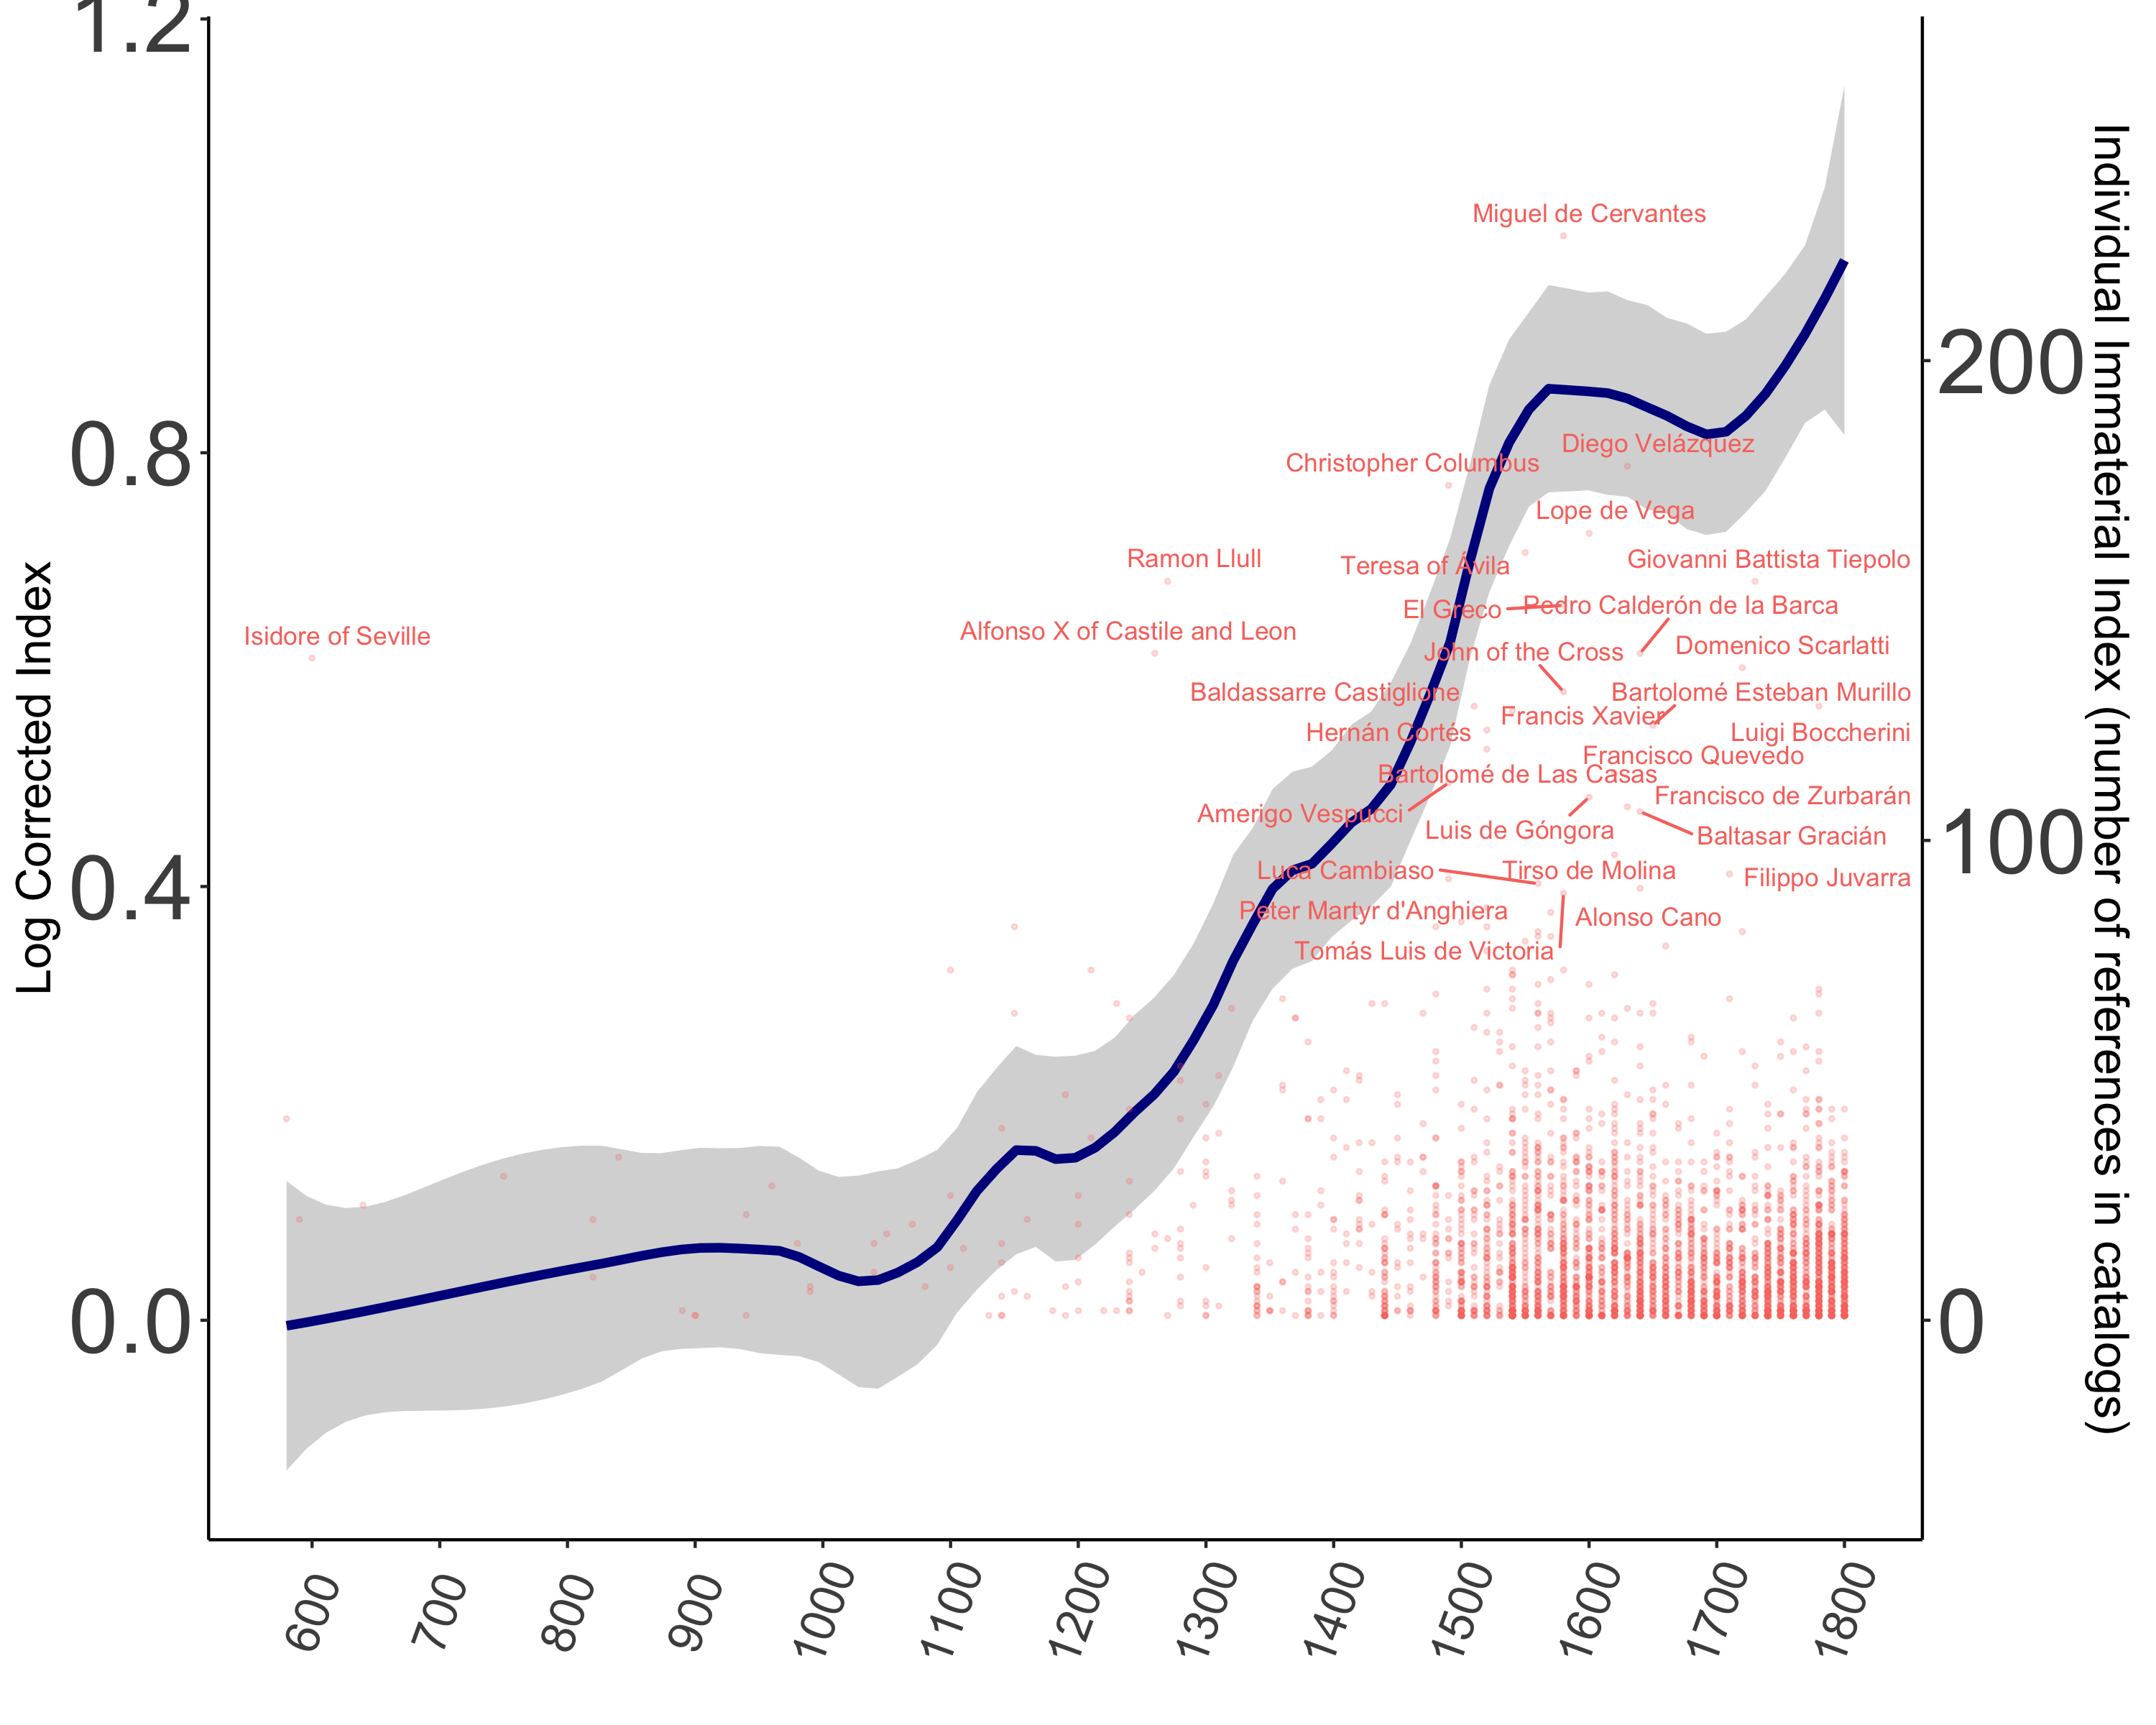 1.2
0.8
0.4
0.0
Log Corrected Index
Miguel de Cervantes
Diego Velázquez
Christopher Columbus
Lope de Vega
Ramon Llull
Teresa of Ávila
Giovanni Battista Tiepolo
El Greco
Pedro Calderón de la Barca
Isidore of Seville
Alfonso X of Castile and Leon
John of the Cross
Domenico Scarlatti
Baldassarre Castiglione
Bartolomé Esteban Murillo
Francis Xavier
Hernán Cortés
Luigi Boccherini
Francisco Quevedo
Bartolomé de Las Casas
Francisco de Zurbarán
Amerigo Vespucci
Luis de Góngora
Baltasar Gracián
Luca Cambiaso
Tirso de Molina
Filippo Juvarra
Peter Martyr d'Anghiera
Alonso Cano
Tomás Luis de Victoria
200
100
0
Individual Immaterial Index (number of references in catalogs)
600
700
800
900
1000
1100
1200
1300
1400
1500
1600
1700
1800